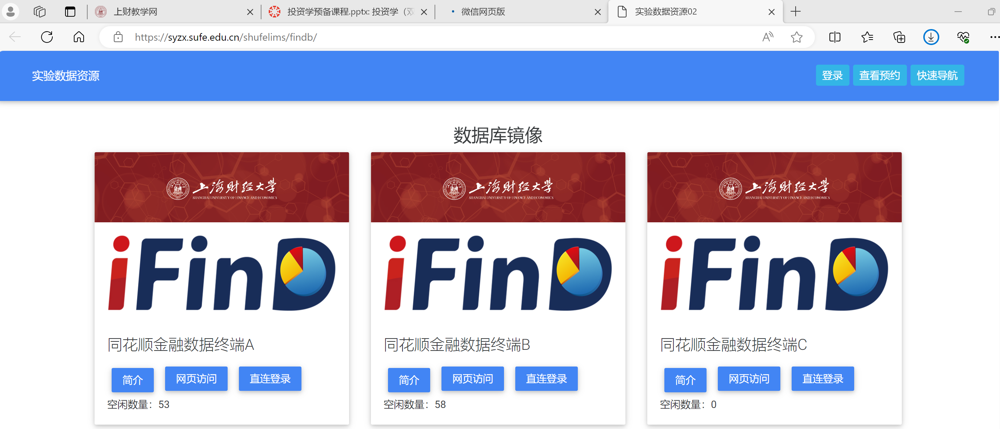 上财教学网
投资学预备课程.pptx: 投资学（双
微信网页版
实验数据资源02
https://syzx.sufe.edu.cn/shufelims/findb/
实验数据资源
登录 查看预约 快速导航
数据库镜像
上海财经大学
SHANGHAI UNIVERSITY OF FINANCE AND ECONOMICS
上海财经大学
SHANGHAI UNIVERSITY OF FINANCE AND ECONOMICS
上海财经大学
SHANGHAI UNIVERSITY OF FINANCE AND ECONOMICS
iFinD
iFinD
iFinD
同花顺金融数据终端A
同花顺金融数据终端B
同花顺金融数据终端C
简介 网页访问 直连登录
简介 网页访问 直连登录
简介 网页访问 直连登录
空闲数量：53
空闲数量：58
空闲数量：0